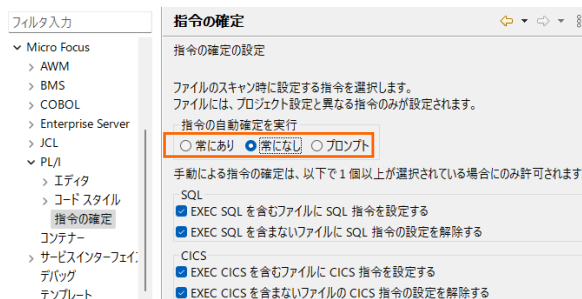 フィルタ入力
Micro Focus
AWM
BMS
COBOL
Enterprise Server
JCL
PL/I
エディタ
コード スタイル
指令の確定
コンテナー
サービスインターフェイ
デバッグ
テンプレート
指令の確定
指令の確定の設定
ファイルのスキャン時に設定する指令を選択します。
ファイルには、プロジェクト設定と異なる指令のみが設定されます。
指令の自動確定を実行
常にあり 常になし プロンプト
手動による指令の確定は、以下で 1 個以上が選択されている場合にのみ許可されます
SQL
EXEC SQL を含むファイルに SQL 指令を設定する
EXEC SQL を含まないファイルに SQL 指令の設定を解除する
CICS
EXEC CICS を含むファイルに CICS 指令を設定する
EXEC CICS を含まないファイルの CICS 指令の設定を解除する